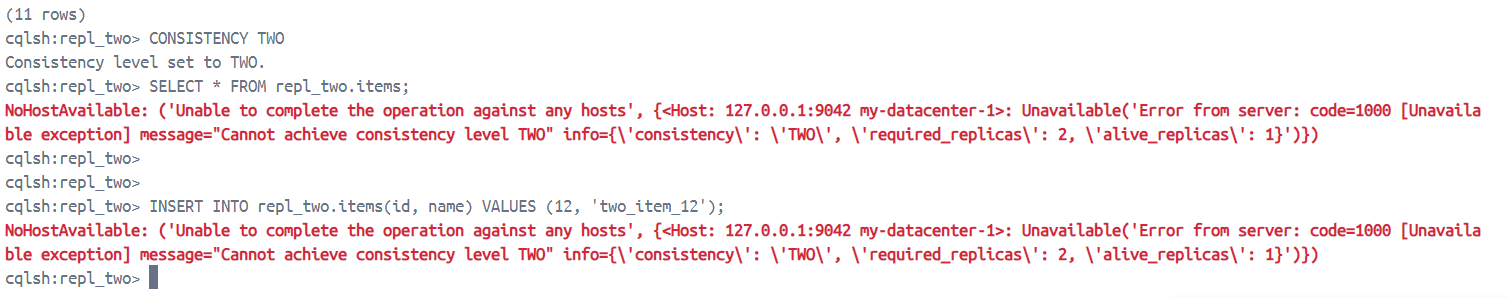 (11 rows)
cqlsh:repl_two> CONSISTENCY TWO
Consistency level set to TWO.
cqlsh:repl_two> SELECT * FROM repl_two.items;
NoHostAvailable: ('Unable to complete the operation against any hosts', {<Host: 127.0.0.1:9042 my-datacenter-1>: Unavailable('Error from server: code=1000 [Unavaila
ble exception] message="Cannot achieve consistency level TWO" info={\'consistency\': \'TWO\', \'required_replicas\': 2, \'alive_replicas\': 1}')})
cqlsh:repl_two>
cqlsh:repl_two>
cqlsh:repl_two> INSERT INTO repl_two.items(id, name) VALUES (12, 'two_item_12');
NoHostAvailable: ('Unable to complete the operation against any hosts', {<Host: 127.0.0.1:9042 my-datacenter-1>: Unavailable('Error from server: code=1000 [Unavaila
ble exception] message="Cannot achieve consistency level TWO" info={\'consistency\': \'TWO\', \'required_replicas\': 2, \'alive_replicas\': 1}')})
cqlsh:repl_two>